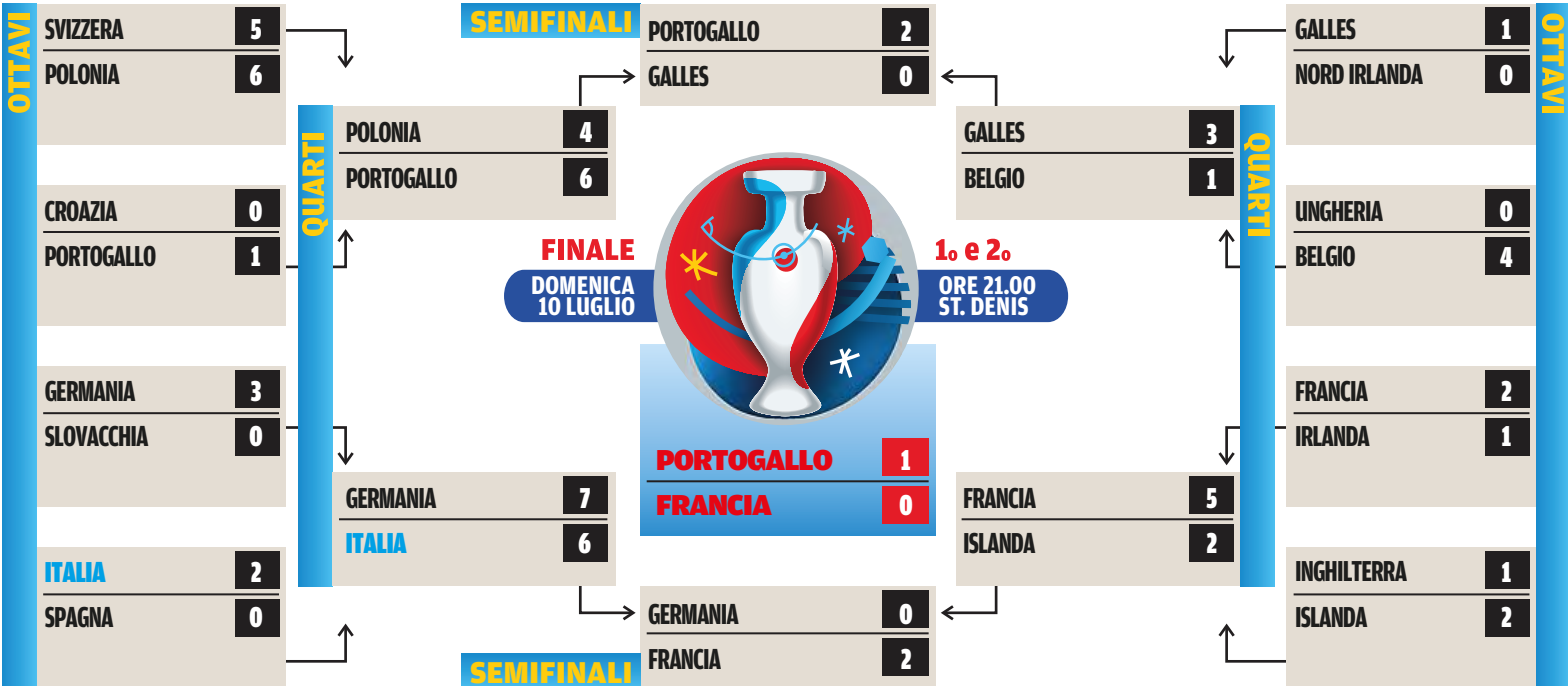 OTTAVI
SVIZZERA 5
POLONIA 6
CROAZIA 0
PORTOGALLO 1
GERMANIA 3
SLOVACCHIA 0
ITALIA 2
SPAGNA 0
QUARTI
POLONIA 4
PORTOGALLO 6
GERMANIA 7
ITALIA 6
SEMIFINALI
PORTOGALLO 2
GALLES 0
FINALE
DOMENICA
10 LUGLIO
1o e 2o
ORE 21.00
ST. DENIS
PORTOGALLO 1
FRANCIA 0
GERMANIA 0
FRANCIA 2
SEMIFINALI
GALLES 3
BELGIO 1
FRANCIA 5
ISLANDA 2
QUARTI
GALLES 1
NORD IRLANDA 0
UNGHERIA 0
BELGIO 4
FRANCIA 2
IRLANDA 1
INGHILTERRA 1
ISLANDA 2
OTTAVI